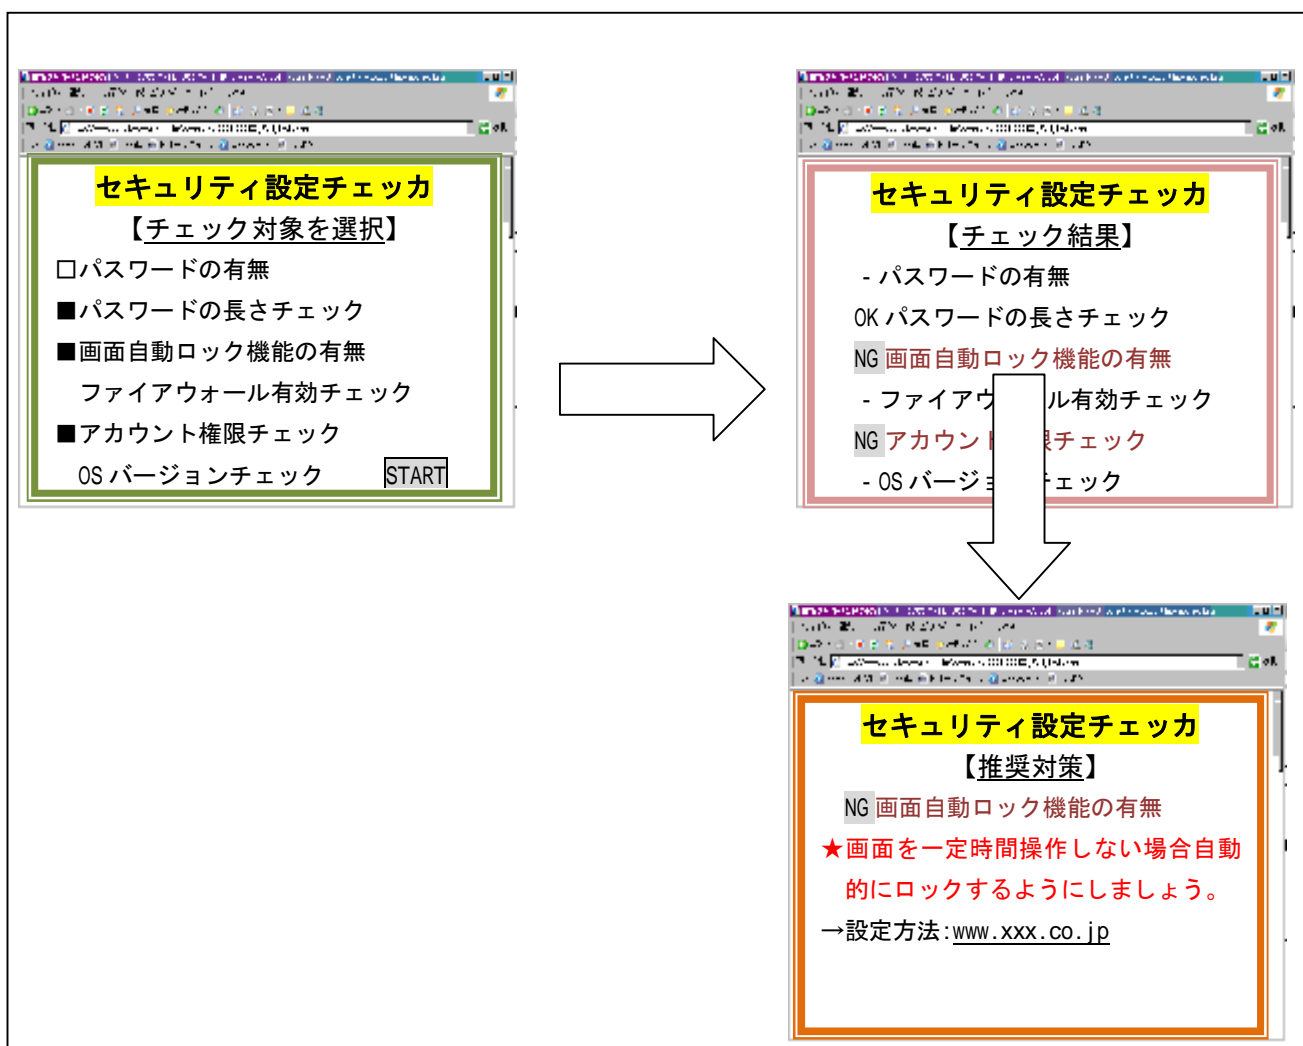 セキュリティ設定チェッカ
【チェック対象を選択】
□パスワードの有無
■パスワードの長さチェック
■画面自動ロック機能の有無
ファイアウォール有効チェック
■アカウント権限チェック
OS バージョンチェック
START
セキュリティ設定チェッカ
【チェック結果】
- パスワードの有無
OK パスワードの長さチェック
NG 画面自動ロック機能の有無
- ファイアウ ル有効チェック
NG アカウン チェック
- OS バージ チェック
セキュリティ設定チェッカ
【推奨対策】
NG 画面自動ロック機能の有無
★画面を一定時間操作しない場合自動
的にロックするようにしましょう。
→設定方法:www.xxx.co.jp